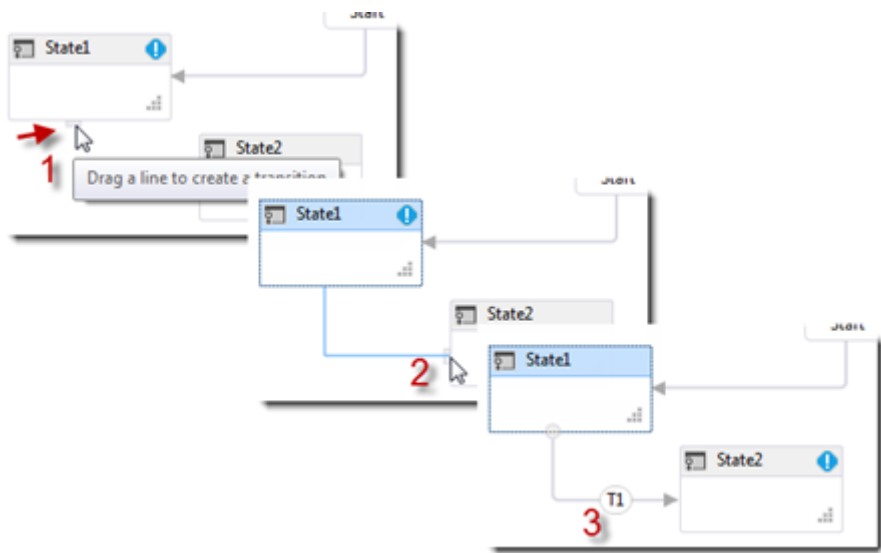 Start
State1
1
State2
Drag a line to create a transition
Start
State1
State2
2
Start
State1
State2
T1
3